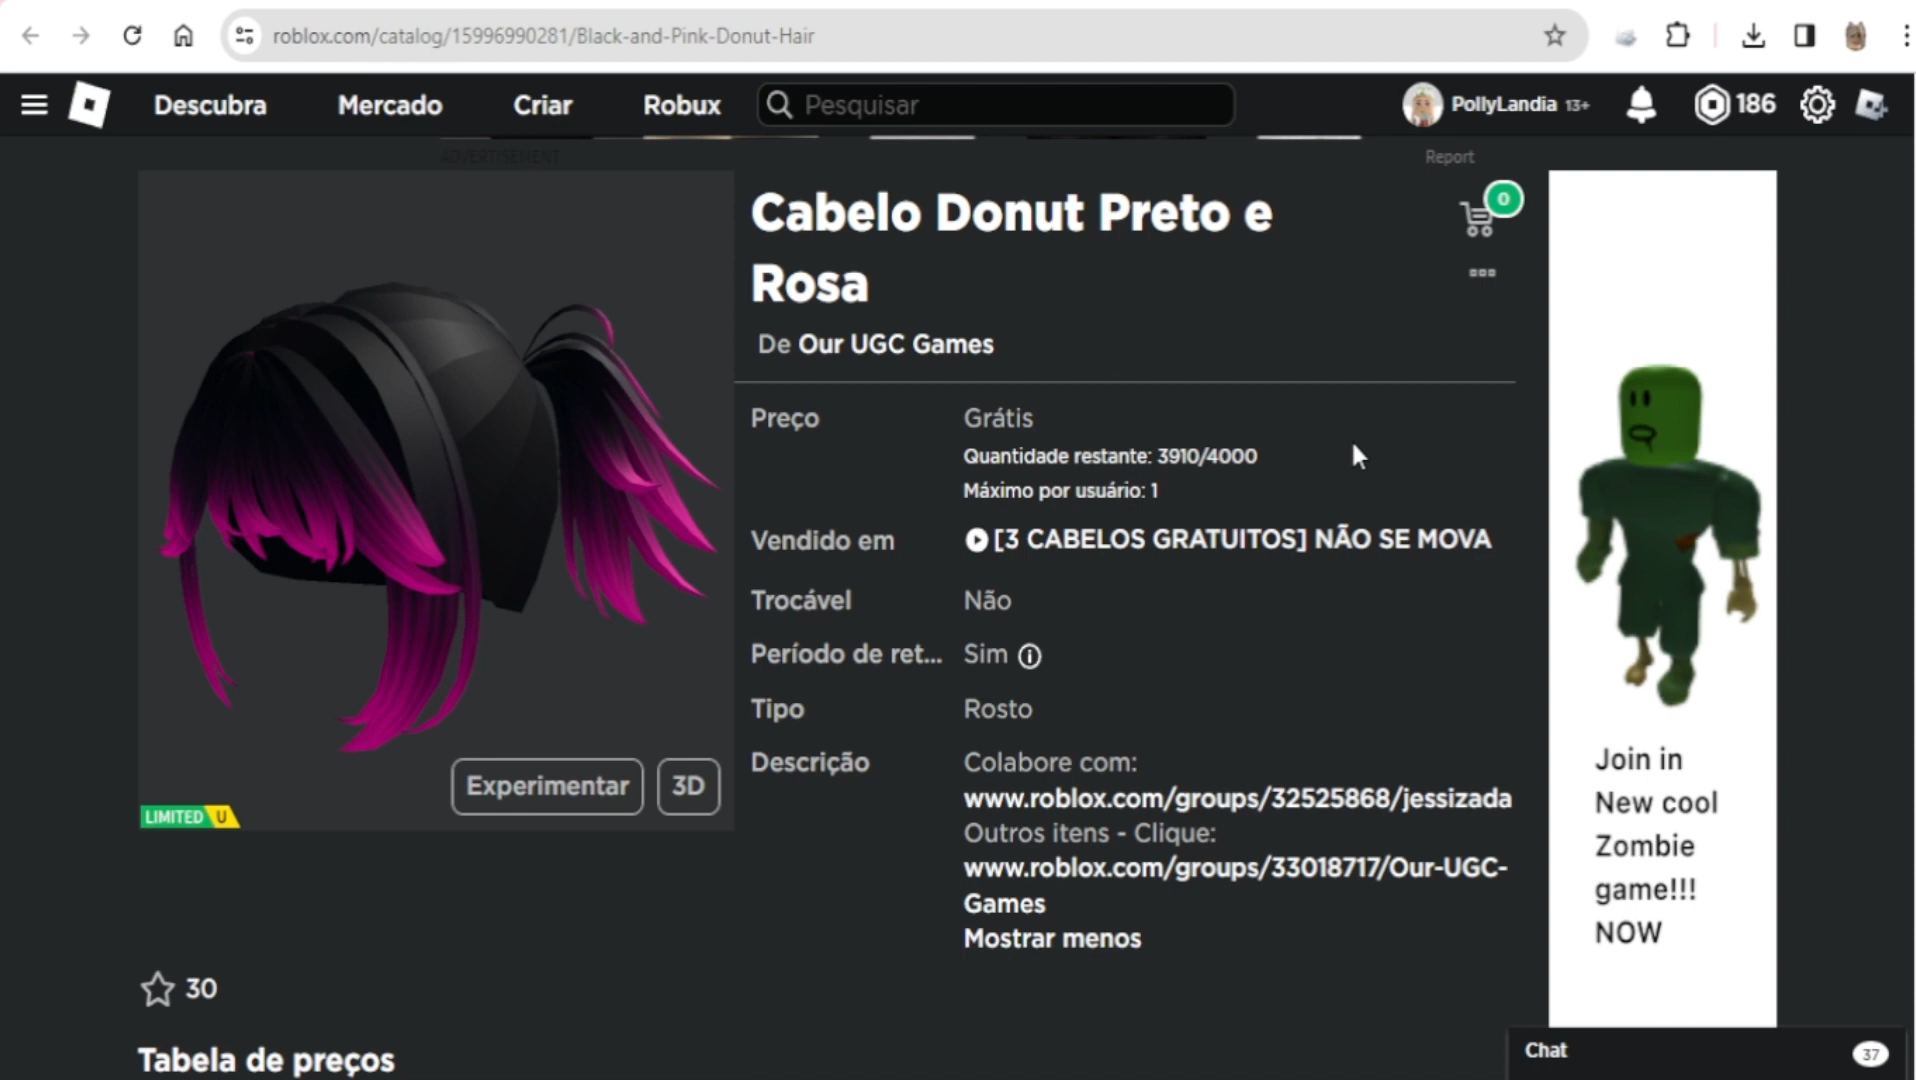 roblox.com/catalog/15996990281/Black-and-Pink-Donut-Hair
Descubra Mercado Criar Robux Pesquisar PollyLandia 13+ 186
ADVERTISEMENT Report
Cabelo Donut Preto e
Rosa
0
De Our UGC Games
Preço Grátis
Quantidade restante: 3910/4000
Máximo por usuário: 1
Vendido em [3 CABELOS GRATUITOS] NÃO SE MOVA
Trocável Não
Período de ret... Sim
Tipo Rosto
Descrição Colabore com:
www.roblox.com/groups/32525868/jessizada
Outros itens - Clique:
www.roblox.com/groups/33018717/Our-UGC-
Games
Mostrar menos
Experimentar 3D
LIMITED U
30
Tabela de preços
Join in
New cool
Zombie
game!!!
NOW
Chat 37